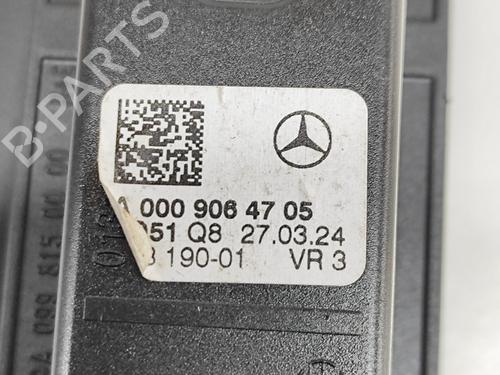 A 000 906 47 05
051 Q8 27.03.24
190-01 VR 3
B-PARTS